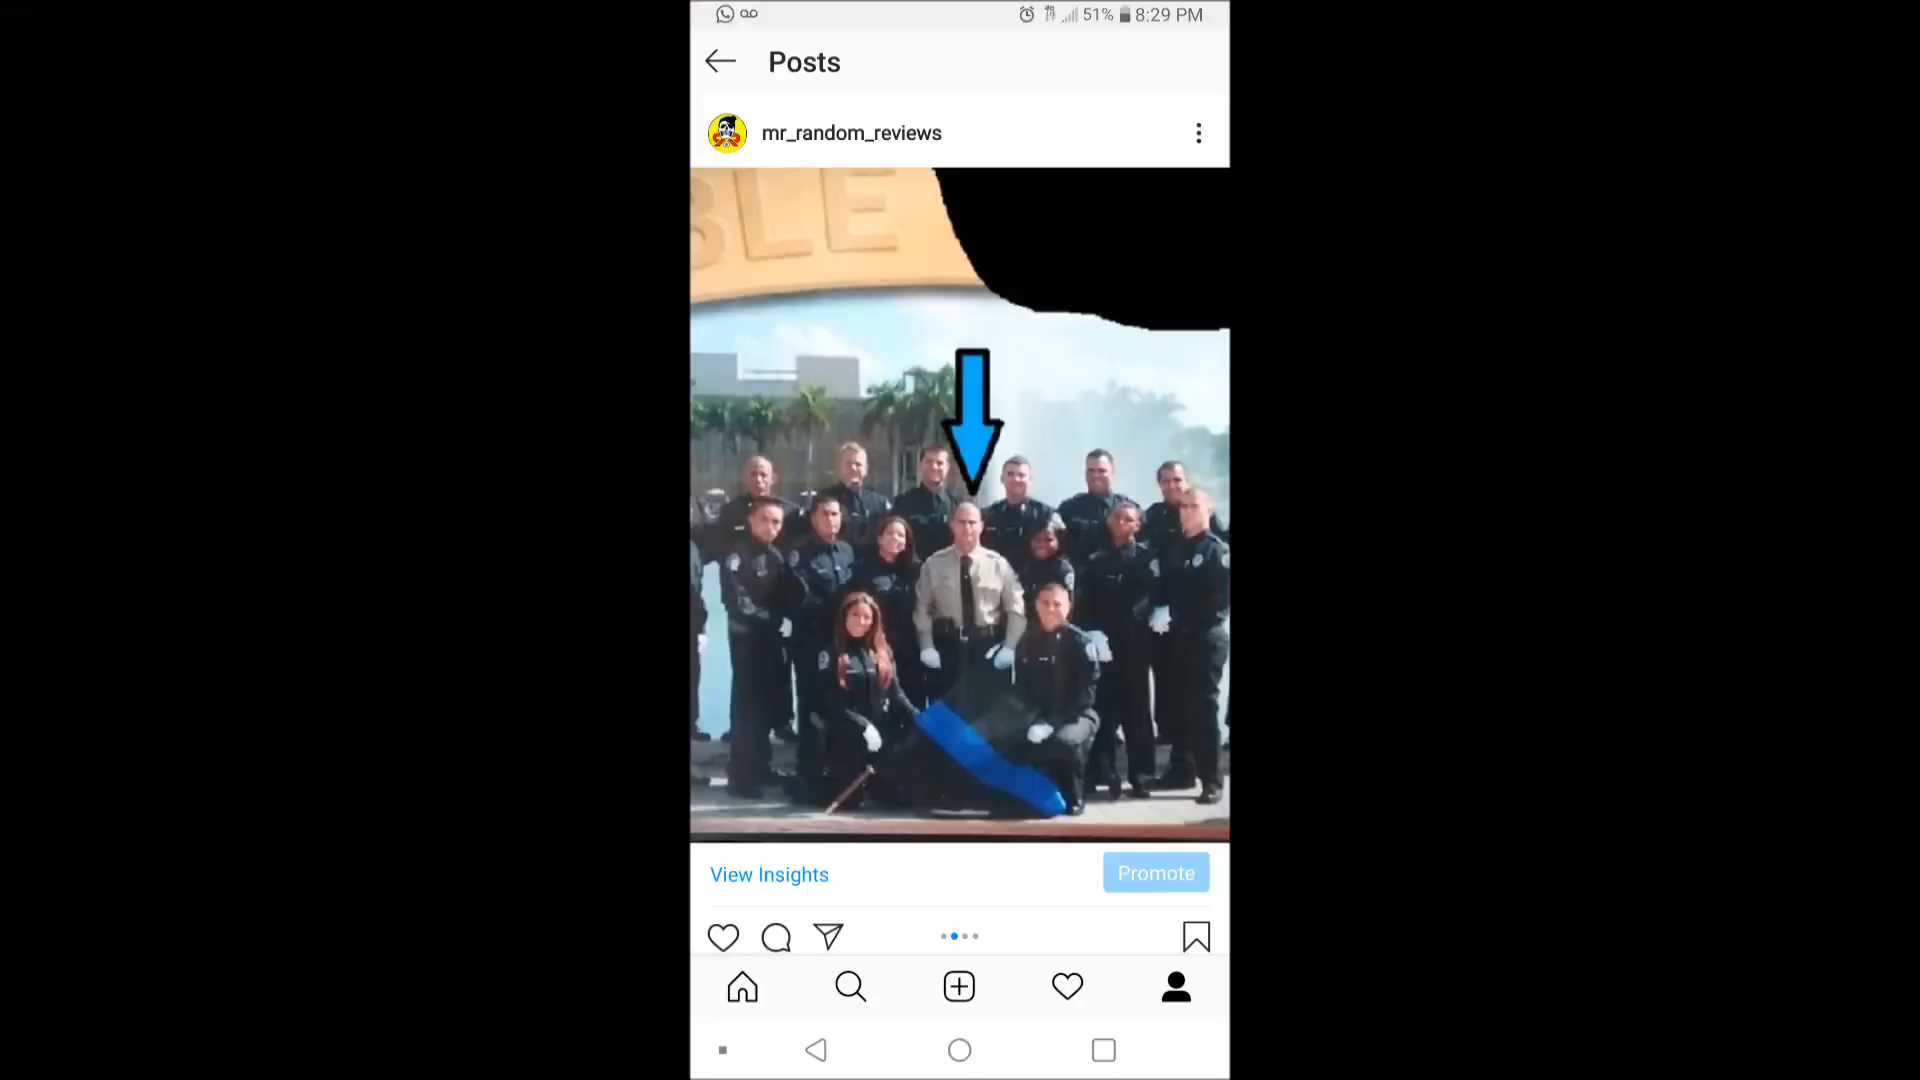 51% 8:29 PM
Posts
mr_random_reviews
BLE
View Insights
Promote